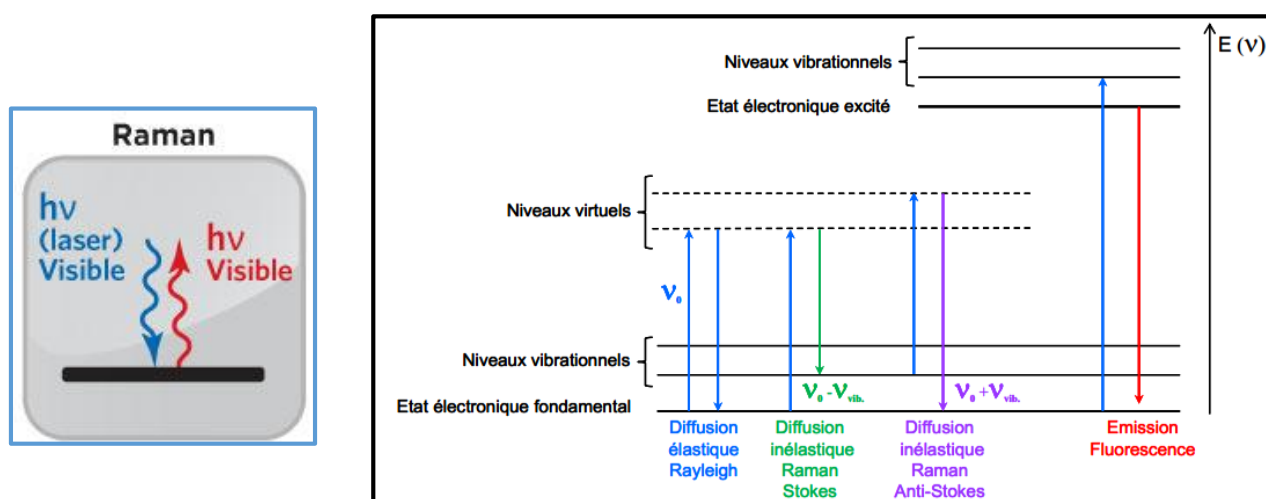 Raman
hν
(laser)
Visible
hν
Visible
E (ν)
Niveaux vibrationnels
Etat électronique excité
Niveaux virtuels
ν₀
Niveaux vibrationnels
ν₀ - νvib.
ν₀ + νvib.
Etat électronique fondamental
Diffusion
élastique
Rayleigh
Diffusion
inélastique
Raman
Stokes
Diffusion
inélastique
Raman
Anti-Stokes
Emission
Fluorescence